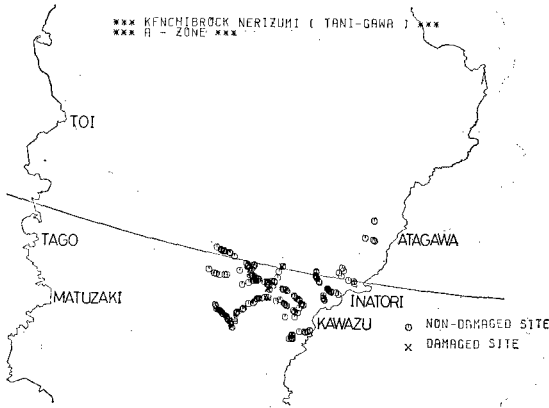 *** KENCHIBROCK NERIZUMI ( TANI-GAWA ) ***
*** A - ZONE ***
TOI
TAGO
ATAGAWA
MATUZAKI
INATORI
KAWAZU
NON-DAMAGED SITE
DAMAGED SITE